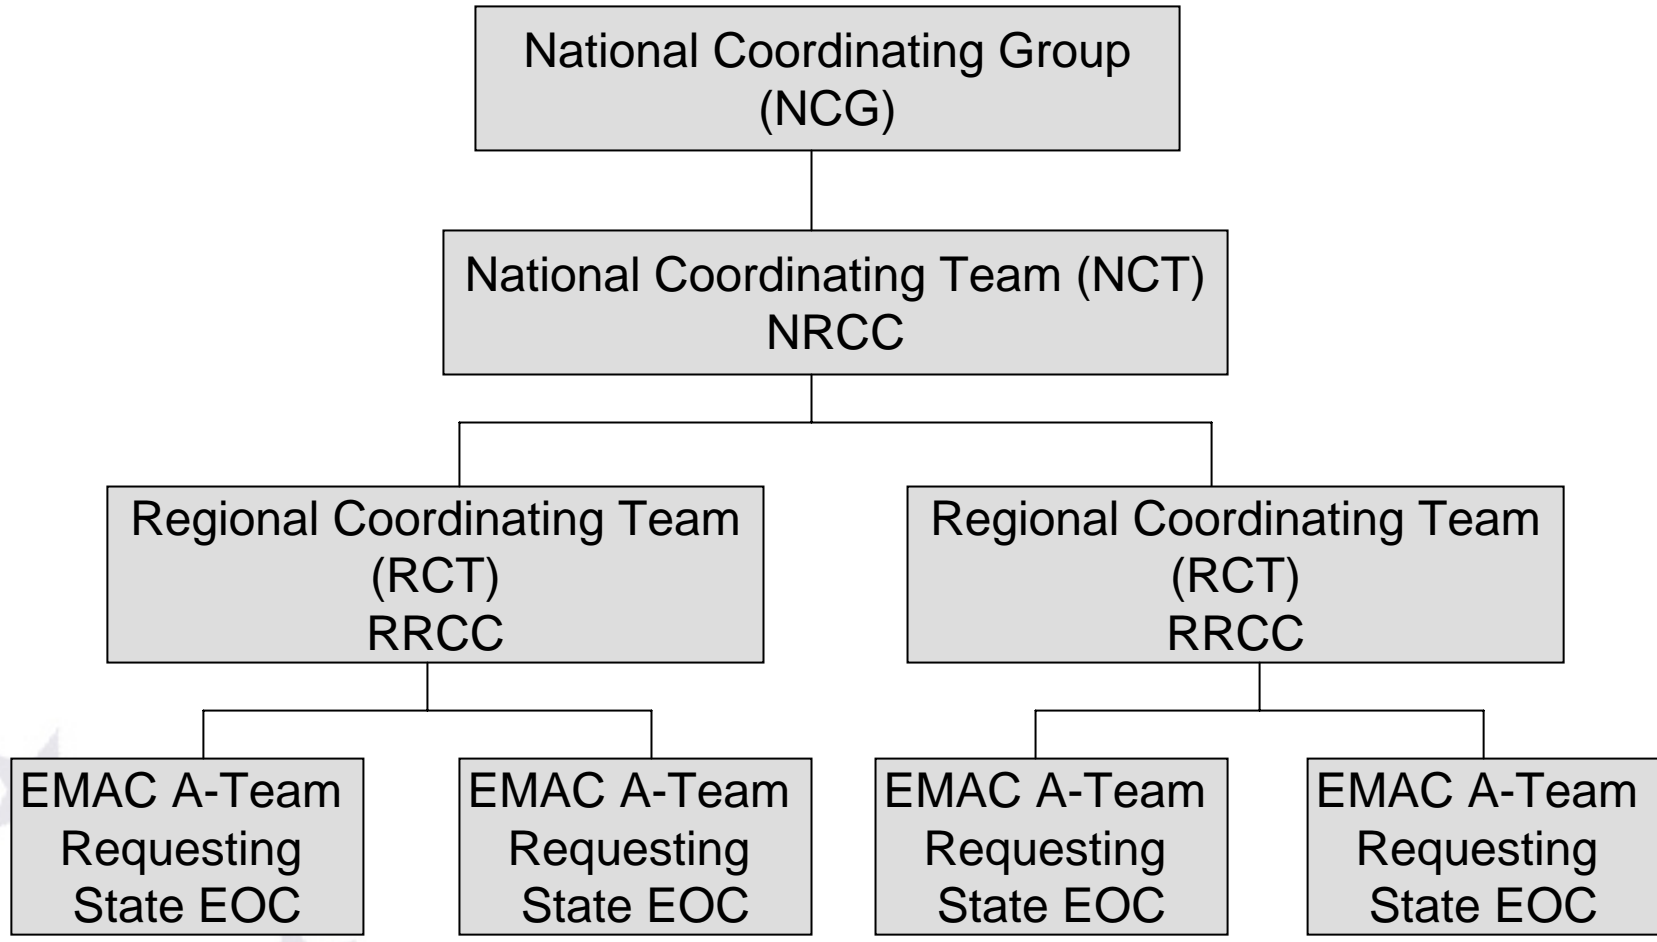 National Coordinating Group
(NCG)
National Coordinating Team (NCT)
NRCC
Regional Coordinating Team
(RCT)
RRCC
Regional Coordinating Team
(RCT)
RRCC
EMAC A-Team
Requesting
State EOC
EMAC A-Team
Requesting
State EOC
EMAC A-Team
Requesting
State EOC
EMAC A-Team
Requesting
State EOC